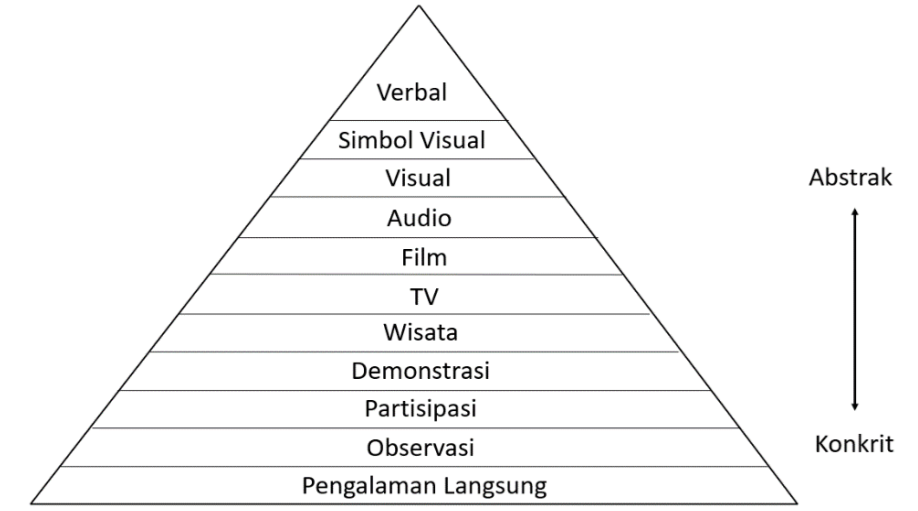 Verbal
Simbol Visual
Visual
Audio
Film
TV
Wisata
Demonstrasi
Partisipasi
Observasi
Pengalaman Langsung
Abstrak
Konkrit